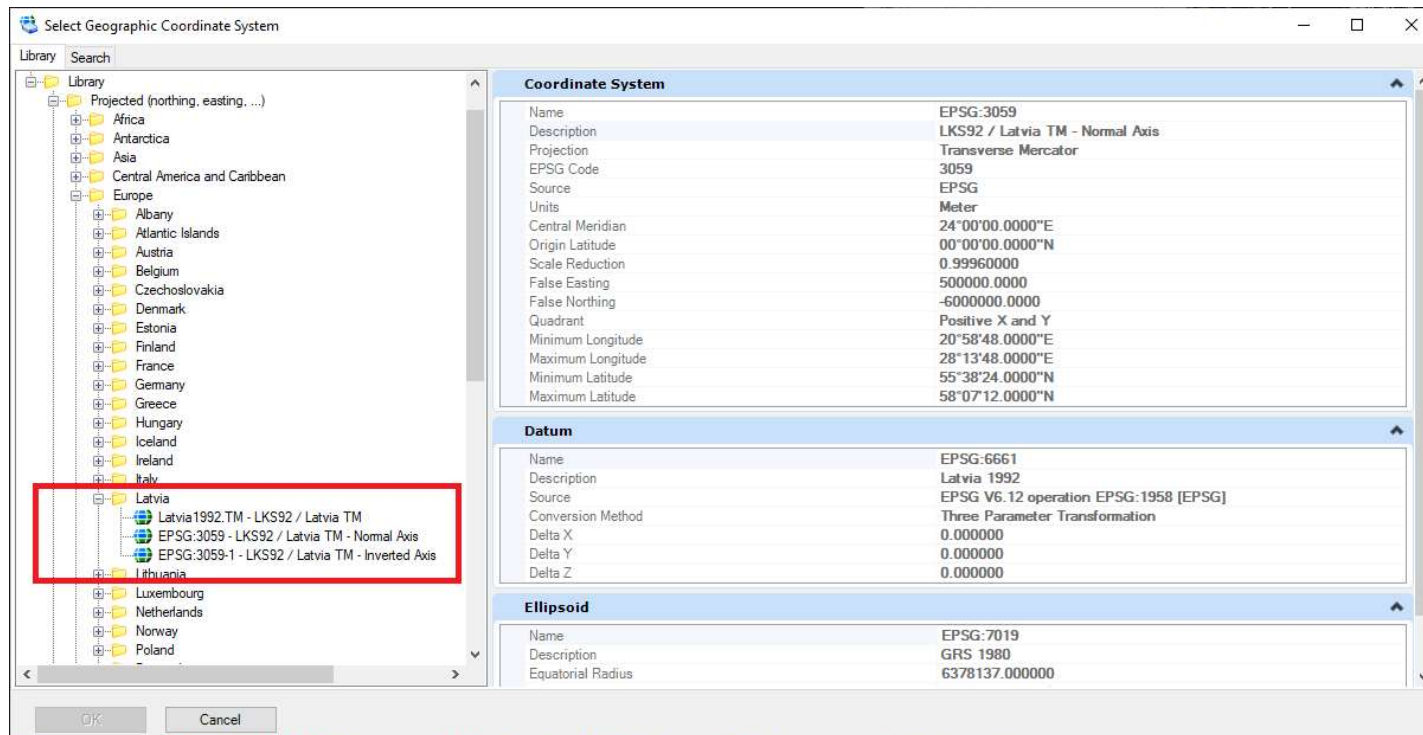 Select Geographic Coordinate System
Library Search
Library
Projected (northing, easting, ...)
Africa
Antarctica
Asia
Central America and Caribbean
Europe
Albany
Atlantic Islands
Austria
Belgium
Czechoslovakia
Denmark
Estonia
Finland
France
Germany
Greece
Hungary
Iceland
Ireland
Italy
Latvia
Latvia1992.TM - LKS92 / Latvia TM
EPSG:3059 - LKS92 / Latvia TM - Normal Axis
EPSG:3059-1 - LKS92 / Latvia TM - Inverted Axis
Lithuania
Luxembourg
Netherlands
Norway
Poland
Coordinate System
Name EPSG:3059
Description LKS92 / Latvia TM - Normal Axis
Projection Transverse Mercator
EPSG Code 3059
Source EPSG
Units Meter
Central Meridian 24°00'00.0000"E
Origin Latitude 00°00'00.0000"N
Scale Reduction 0.99960000
False Easting 500000.0000
False Northing -6000000.0000
Quadrant Positive X and Y
Minimum Longitude 20°58'48.0000"E
Maximum Longitude 28°13'48.0000"E
Minimum Latitude 55°38'24.0000"N
Maximum Latitude 58°07'12.0000"N
Datum
Name EPSG:6661
Description Latvia 1992
Source EPSG V6.12 operation EPSG:1958 [EPSG]
Conversion Method Three Parameter Transformation
Delta X 0.000000
Delta Y 0.000000
Delta Z 0.000000
Ellipsoid
Name EPSG:7019
Description GRS 1980
Equatorial Radius 6378137.000000
OK Cancel